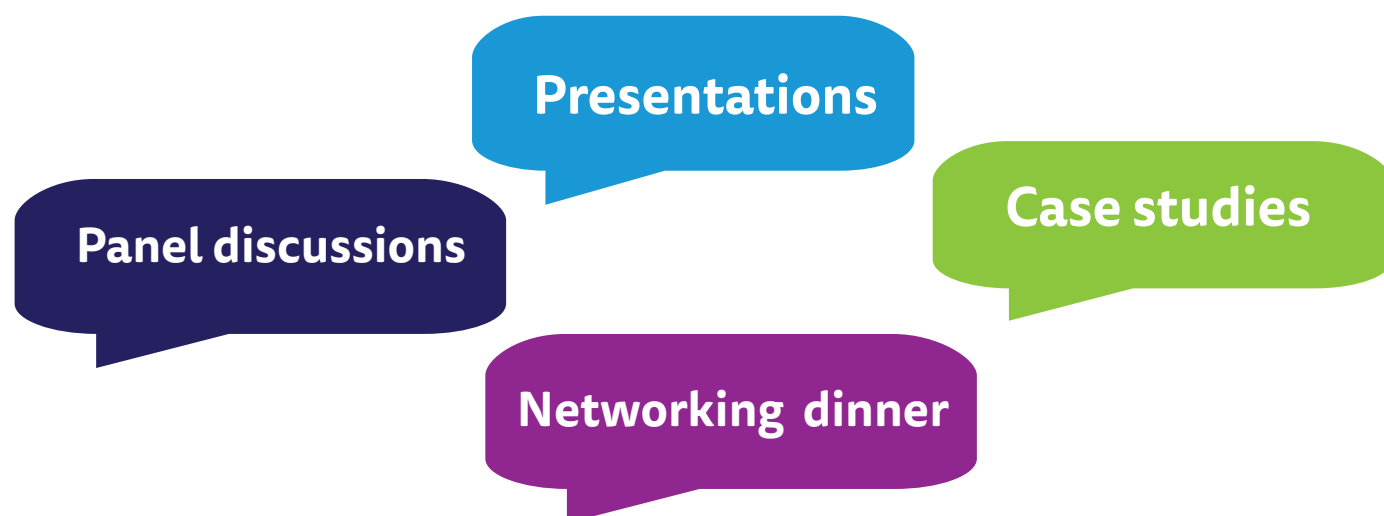 Presentations
Case studies
Panel discussions
Networking dinner